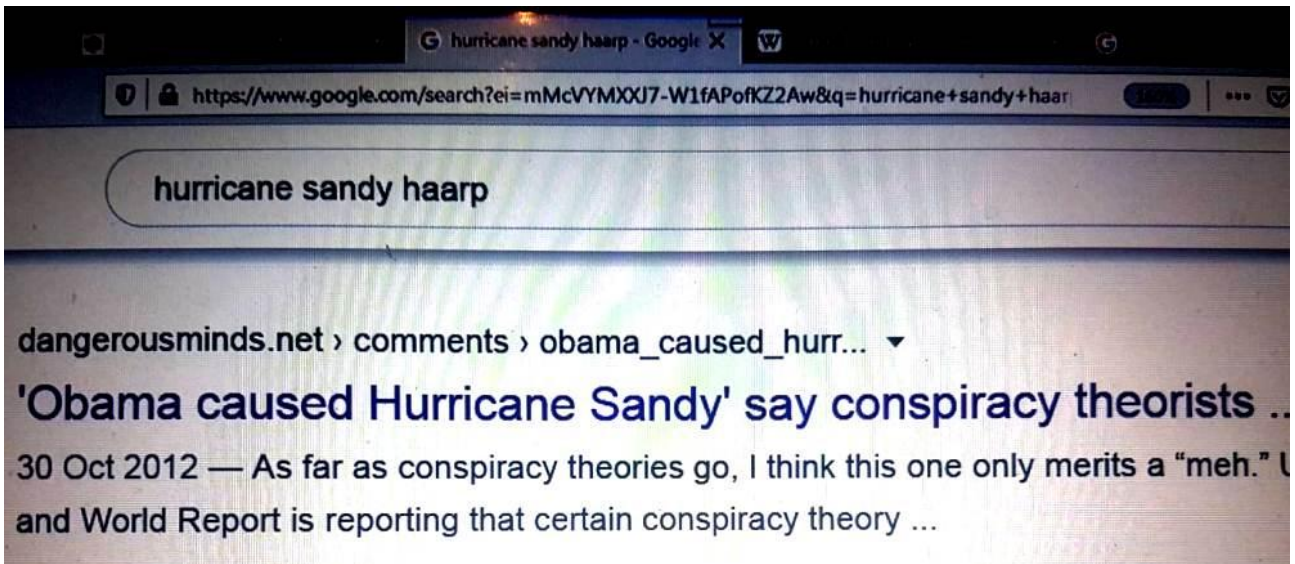 G hurricane sandy haarp - Google X W G
https://www.google.com/search?ei=mMcVYMXXJ7-W1fAPofKZ2Aw&q=hurricane+sandy+haar
hurricane sandy haarp
dangerousminds.net › comments › obama_caused_hurr...
'Obama caused Hurricane Sandy' say conspiracy theorists ..
30 Oct 2012 — As far as conspiracy theories go, I think this one only merits a “meh.” U
and World Report is reporting that certain conspiracy theory ...